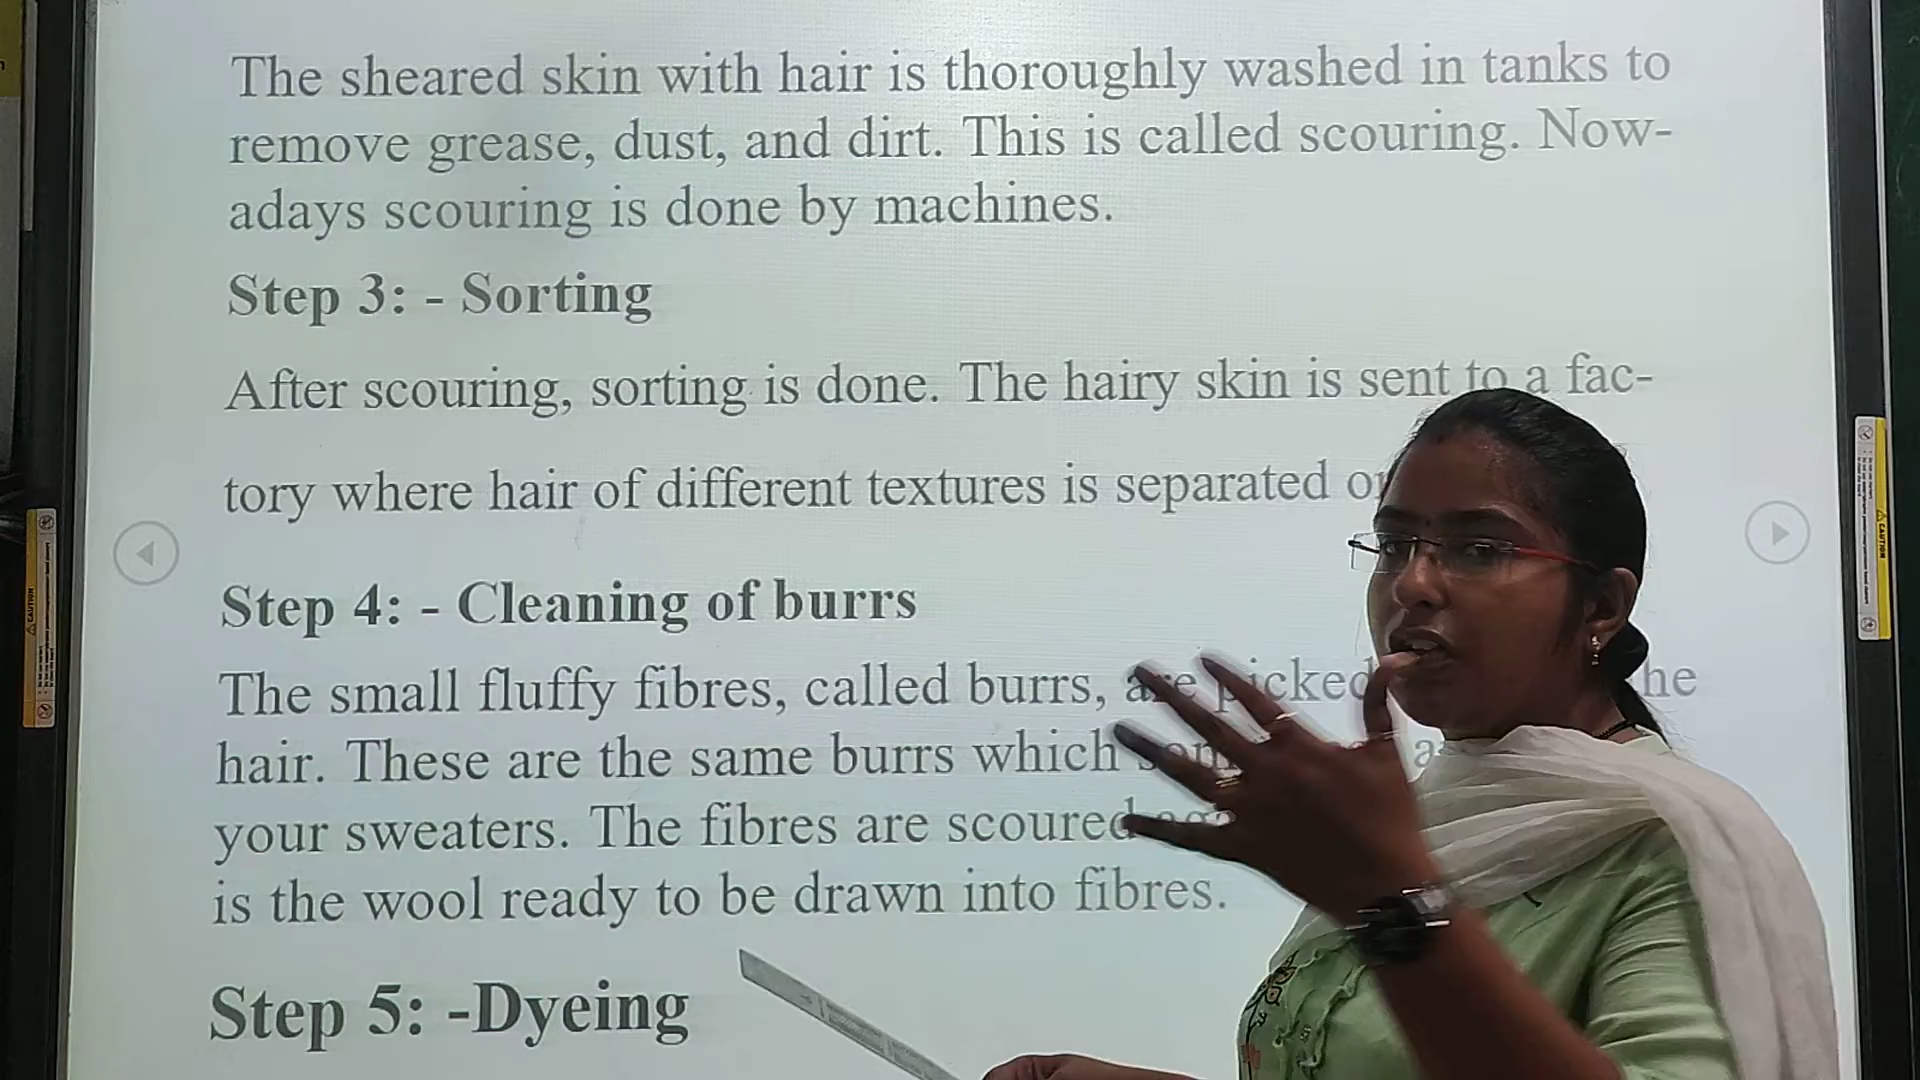 The sheared skin with hair is thoroughly washed in tanks to
remove grease, dust, and dirt. This is called scouring. Now-
adays scouring is done by machines.
Step 3: - Sorting
After scouring, sorting is done. The hairy skin is sent to a fac-
tory where hair of different textures is separated
Step 4: - Cleaning of burrs
The small fluffy fibres, called burrs, are picked
hair. These are the same burrs which
your sweaters. The fibres are scoured
is the wool ready to be drawn into fibres.
Step 5: -Dyeing
CAUTION
CAUTION